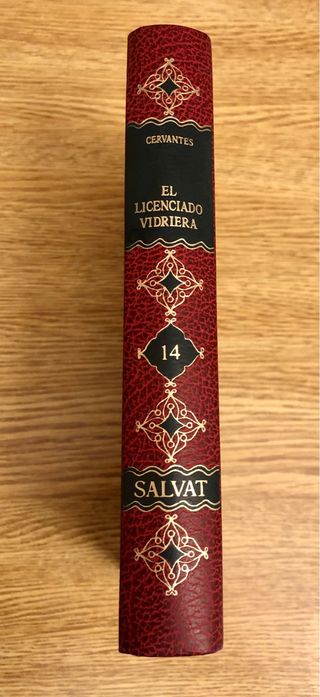 CERVANTES
EL
LICENCIADO
VIDRIERA
14
SALVAT